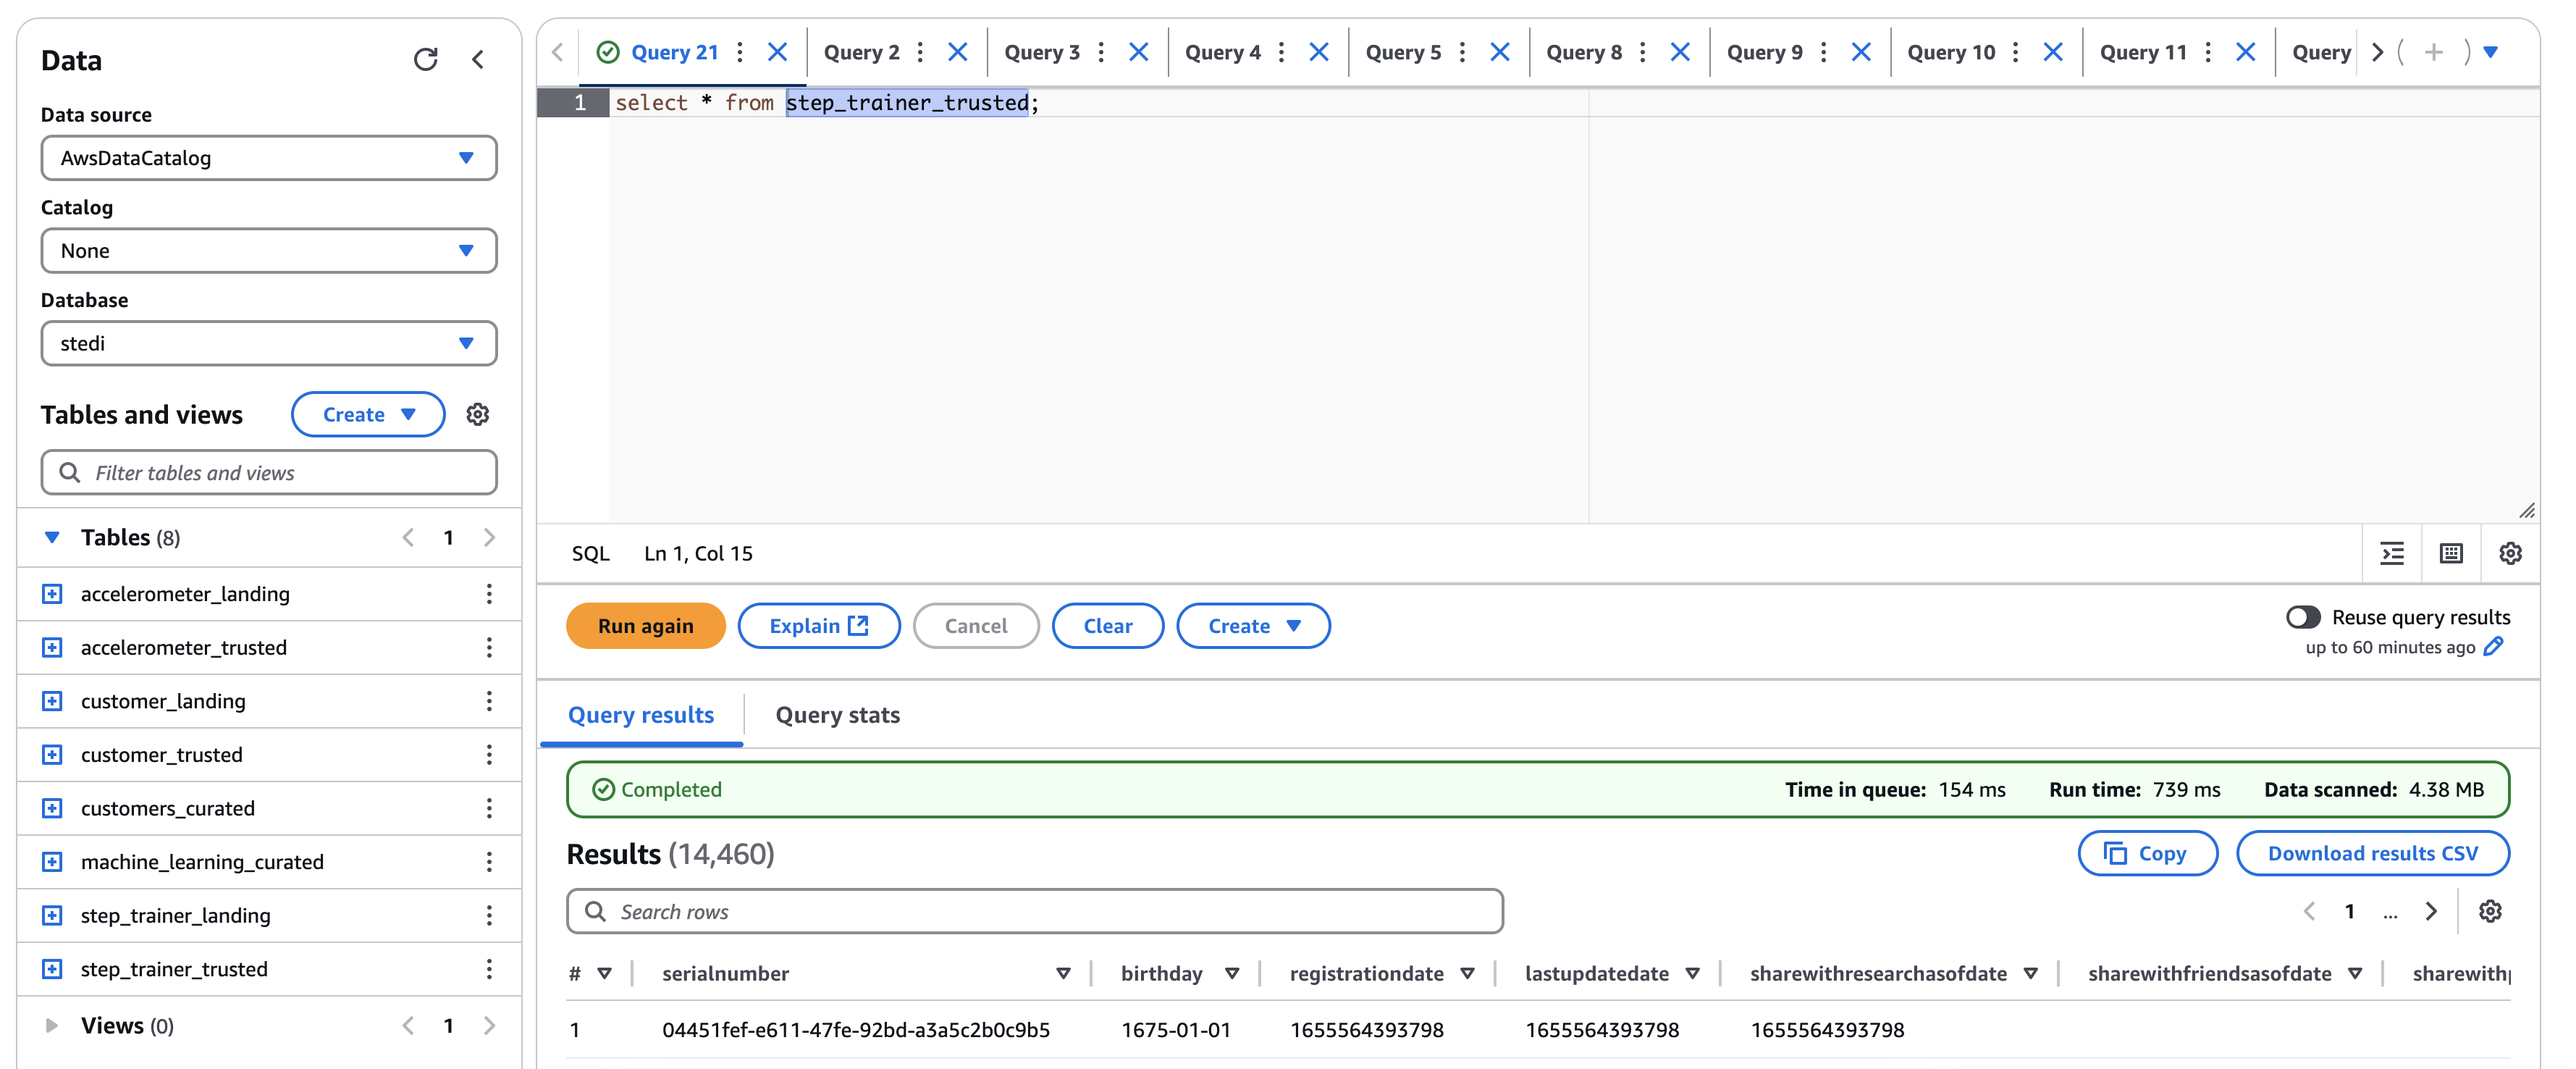 Data
Data source
AwsDataCatalog
Catalog
None
Database
stedi
Tables and views
Create
Filter tables and views
Tables (8)
1
accelerometer_landing
accelerometer_trusted
customer_landing
customer_trusted
customers_curated
machine_learning_curated
step_trainer_landing
step_trainer_trusted
Views (0)
1
Query 21
Query 2
Query 3
Query 4
Query 5
Query 8
Query 9
Query 10
Query 11
Query
1 select * from step_trainer_trusted;
SQL Ln 1, Col 15
Run again
Explain
Cancel
Clear
Create
Reuse query results
up to 60 minutes ago
Query results
Query stats
Completed
Time in queue: 154 ms
Run time: 739 ms
Data scanned: 4.38 MB
Results (14,460)
Copy
Download results CSV
Search rows
1 ...
# serialnumber birthday registrationdate lastupdatedate sharewithresearchasofdate sharewithfriendsasofdate sharewithp
1 04451fef-e611-47fe-92bd-a3a5c2b0c9b5 1675-01-01 1655564393798 1655564393798 1655564393798